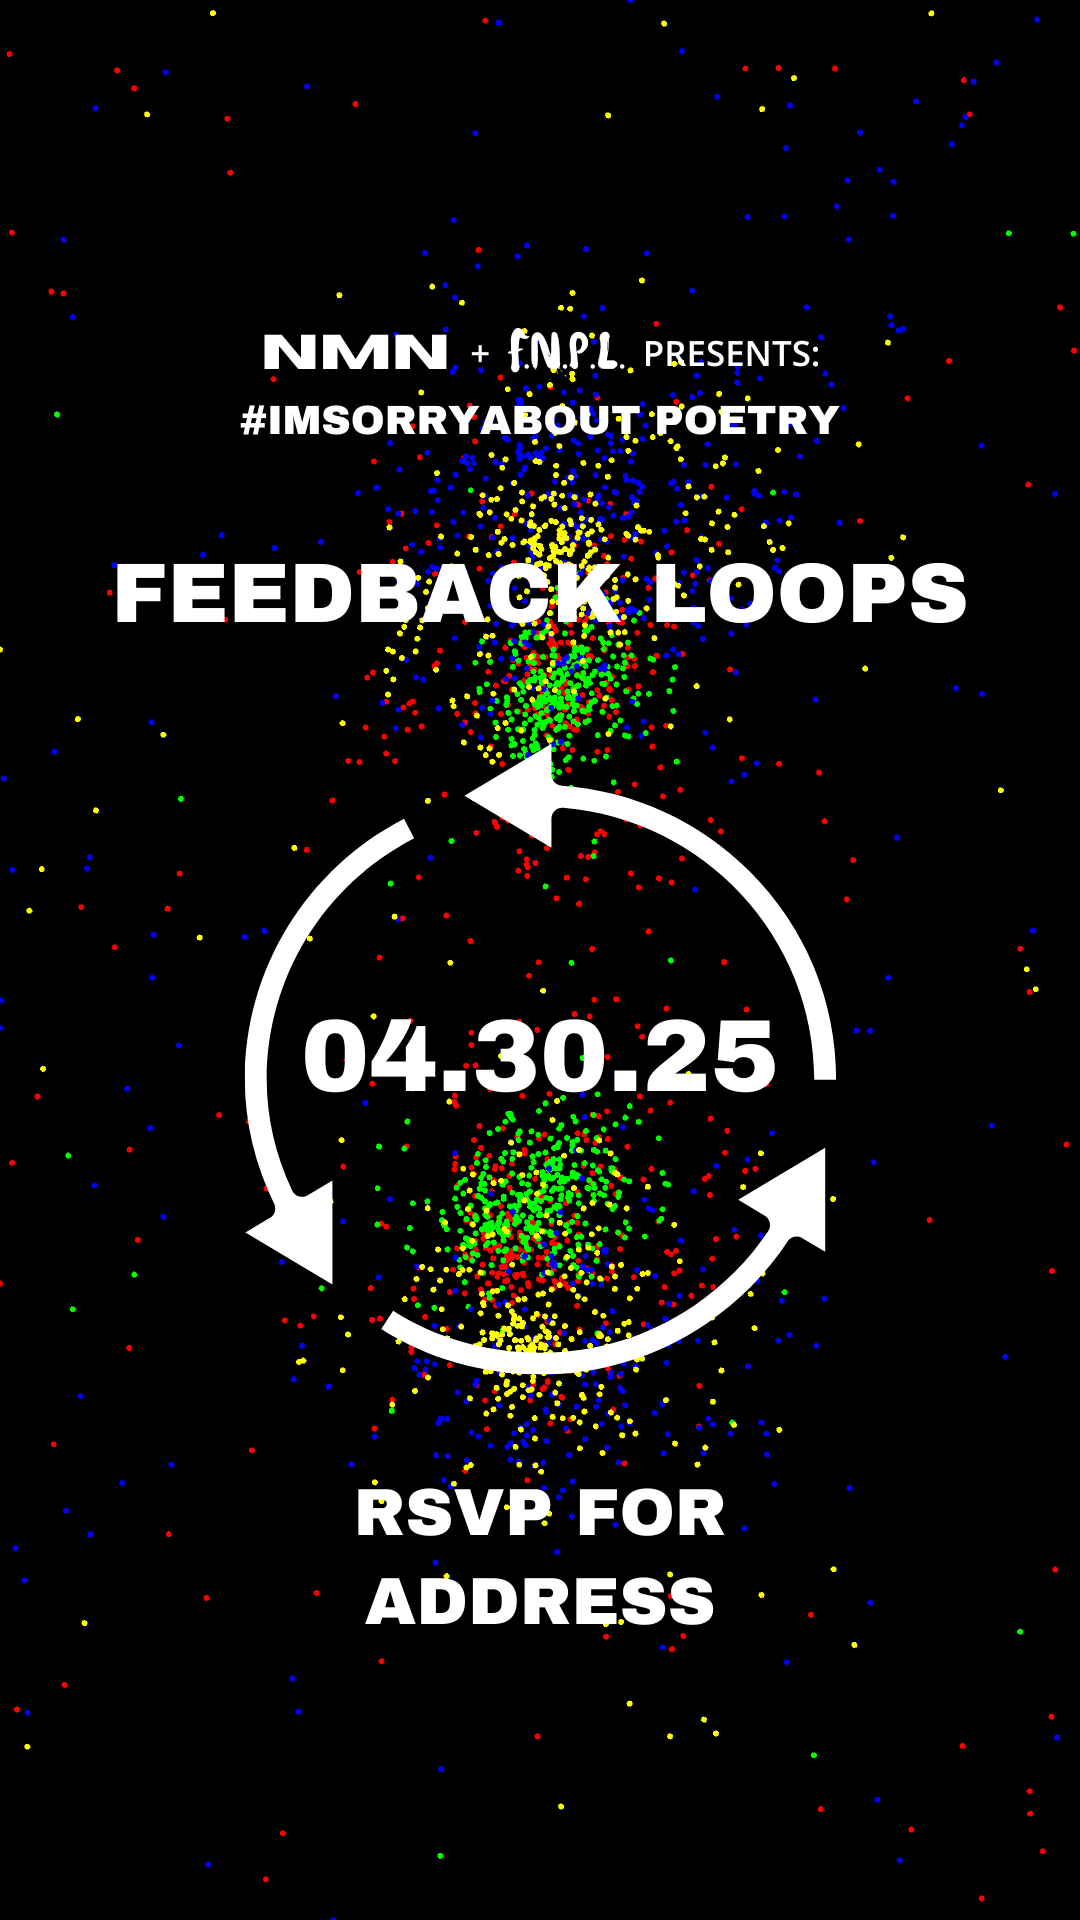 NMN + F.N.P.L. PRESENTS:
#IMSORRYABOUT POETRY
FEEDBACK LOOPS
04.30.25
RSVP FOR
ADDRESS